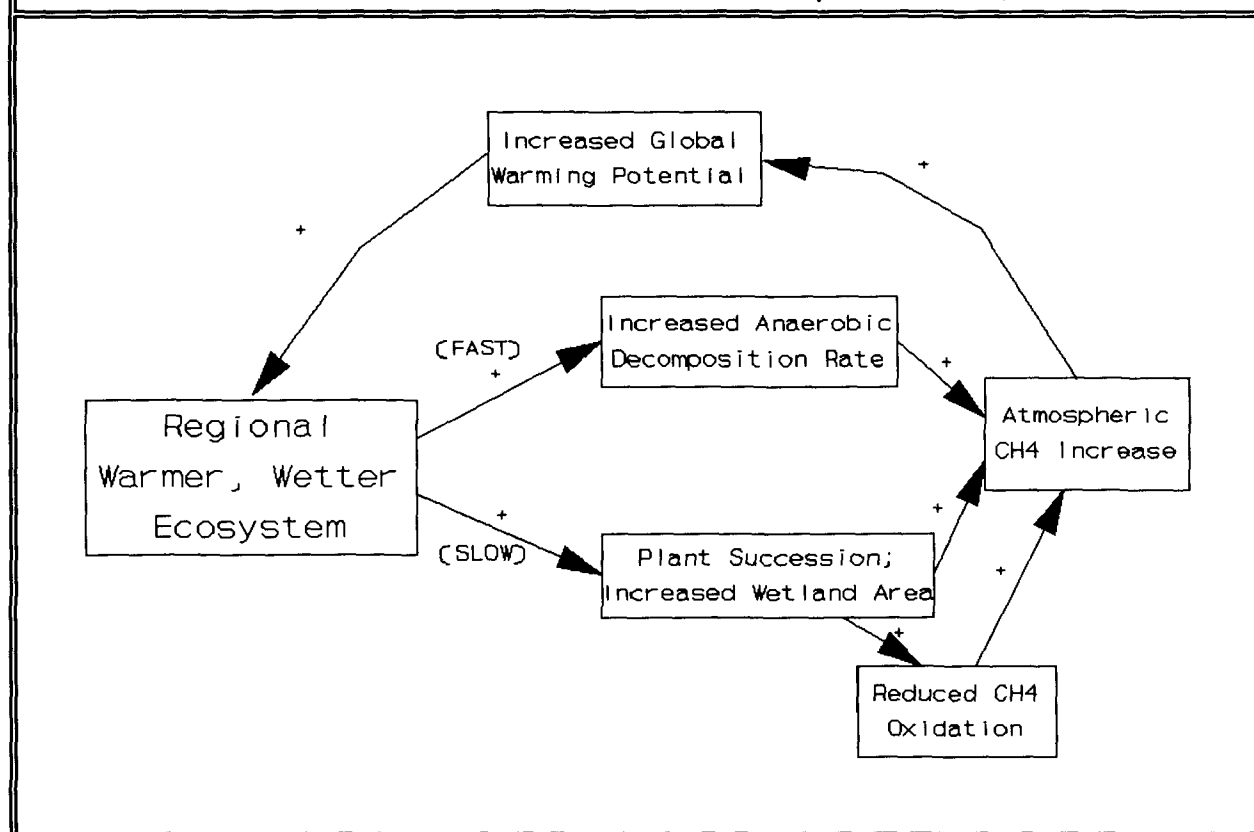 Increased Global
Warming Potential
+
+
Increased Anaerobic
Decomposition Rate
(FAST)
+
+
Regional
Warmer, Wetter
Ecosystem
Atmospheric
CH4 Increase
+
(SLOW)
+
Plant Succession;
Increased Wetland Area
+
+
Reduced CH4
Oxidation